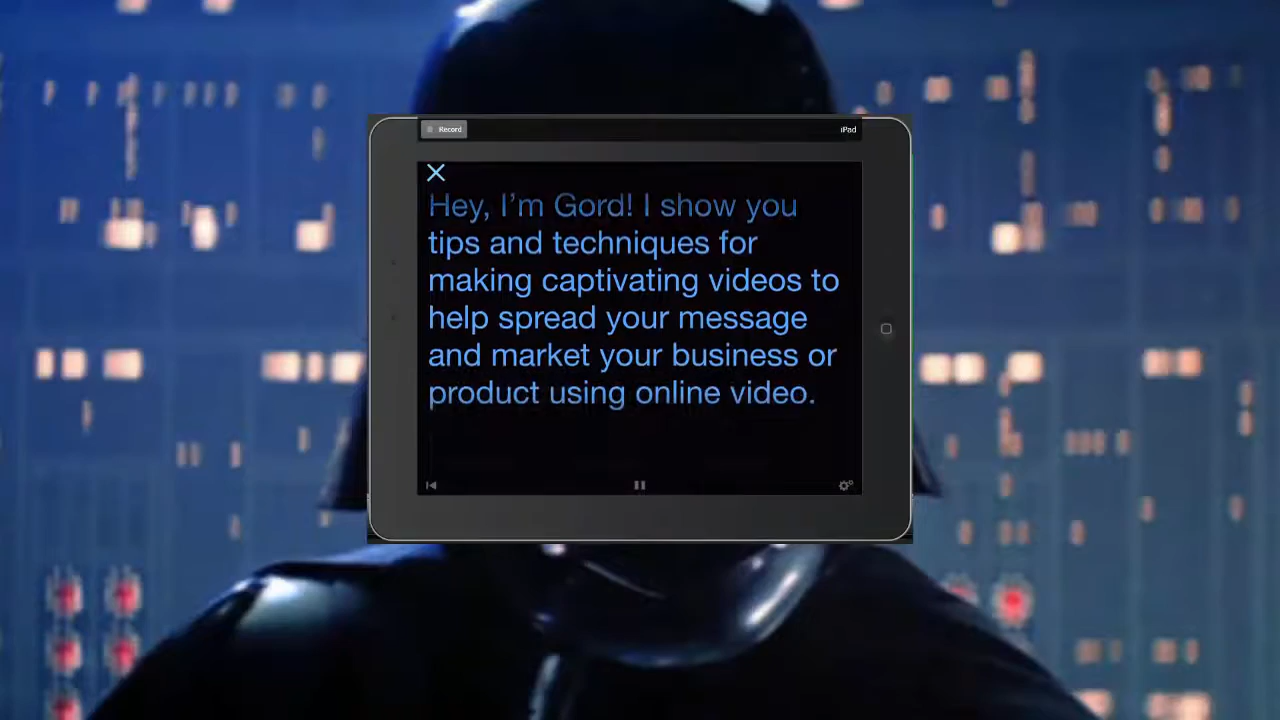 Record
iPad
Hey, I’m Gord! I show you
tips and techniques for
making captivating videos to
help spread your message
and market your business or
product using online video.